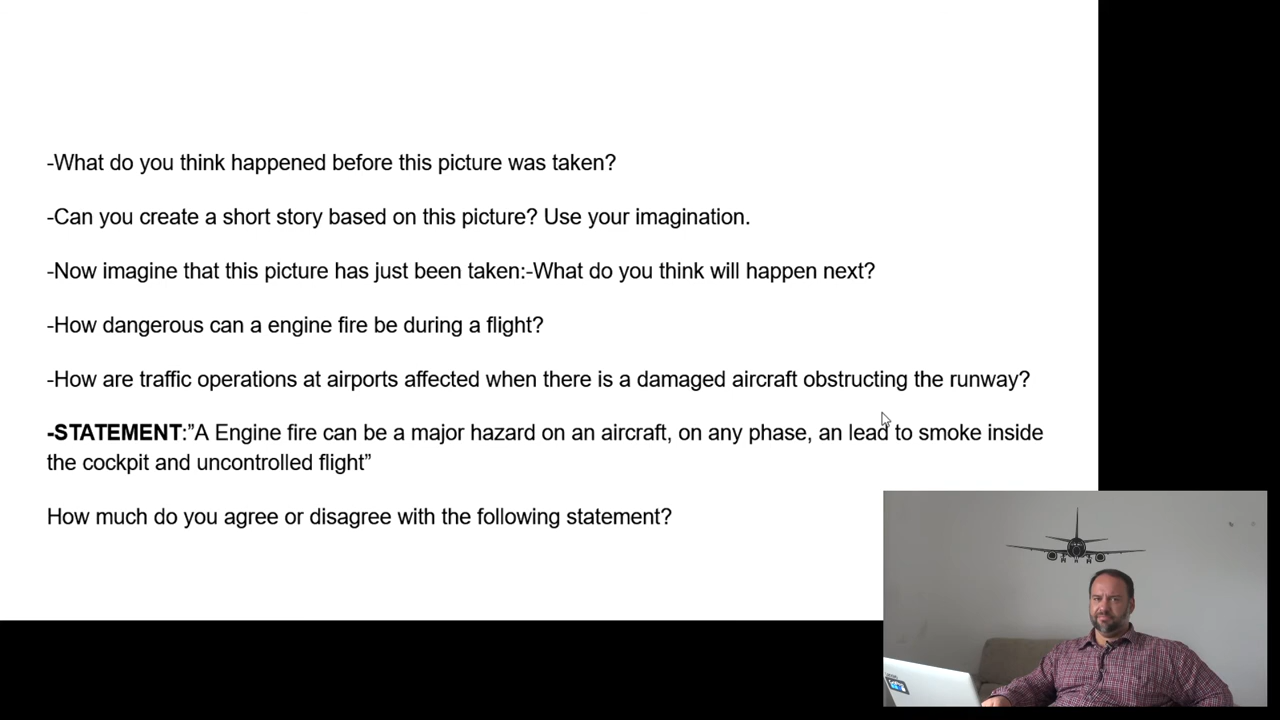 -What do you think happened before this picture was taken?
-Can you create a short story based on this picture? Use your imagination.
-Now imagine that this picture has just been taken:-What do you think will happen next?
-How dangerous can a engine fire be during a flight?
-How are traffic operations at airports affected when there is a damaged aircraft obstructing the runway?
-STATEMENT:”A Engine fire can be a major hazard on an aircraft, on any phase, an lead to smoke inside
the cockpit and uncontrolled flight”
How much do you agree or disagree with the following statement?